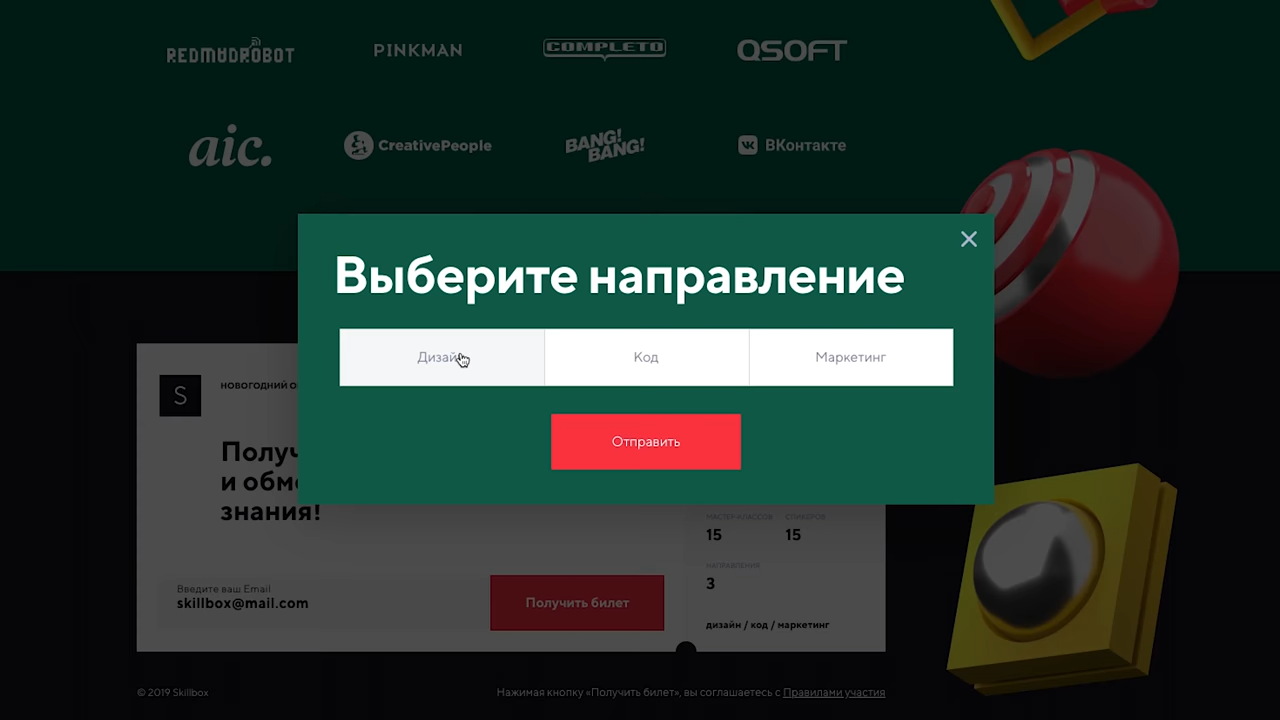 REDMADROBOT
PINKMAN
COMPLETO
QSOFT
aic.
CreativePeople
BANG!
BANG!
ВКонтакте
Выберите направление
Дизайн
Код
Маркетинг
Отправить
S
НОВОГОДНИЙ
Получ
и обме
знания!
МАСТЕР-КЛАССОВ
СПИКЕРОВ
15
15
НАПРАВЛЕНИЯ
3
дизайн / код / маркетинг
Введите ваш Email
skillbox@mail.com
Получить билет
© 2019 Skillbox
Нажимая кнопку «Получить билет», вы соглашаетесь с Правилами участия